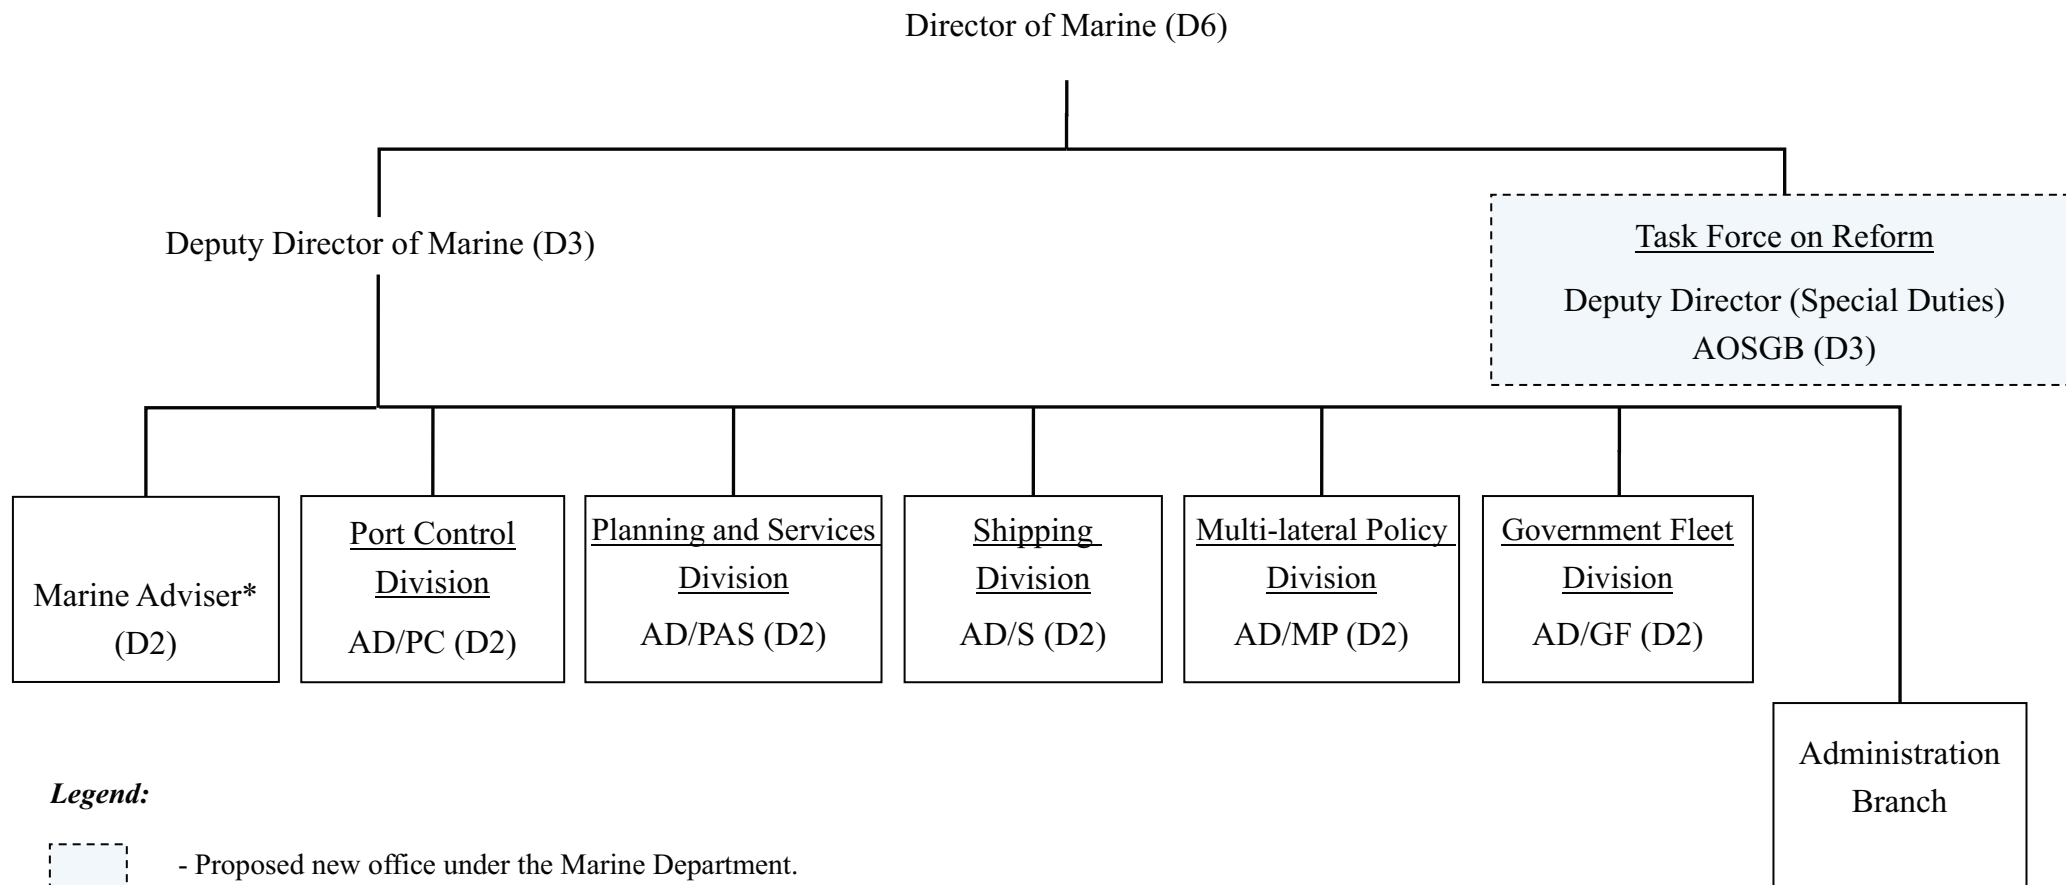 Director of Marine (D6)
Deputy Director of Marine (D3)
Task Force on Reform
Deputy Director (Special Duties)
AOSGB (D3)
Marine Adviser*
(D2)
Port Control
Division
AD/PC (D2)
Planning and Services
Division
AD/PAS (D2)
Shipping
Division
AD/S (D2)
Multi-lateral Policy
Division
AD/MP (D2)
Government Fleet
Division
AD/GF (D2)
Administration
Branch
Legend:
- Proposed new office under the Marine Department.